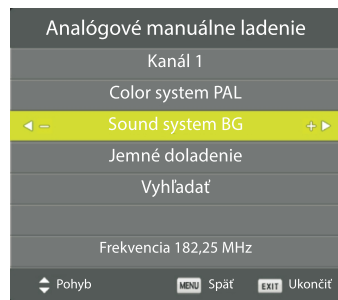 Analógové manuálne ladenie
Kanál 1
Color system PAL
Sound system BG
Jemné doladenie
Vyhľadať
Frekvencia 182,25 MHz
Pohyb MENU Späť EXIT Ukončiť